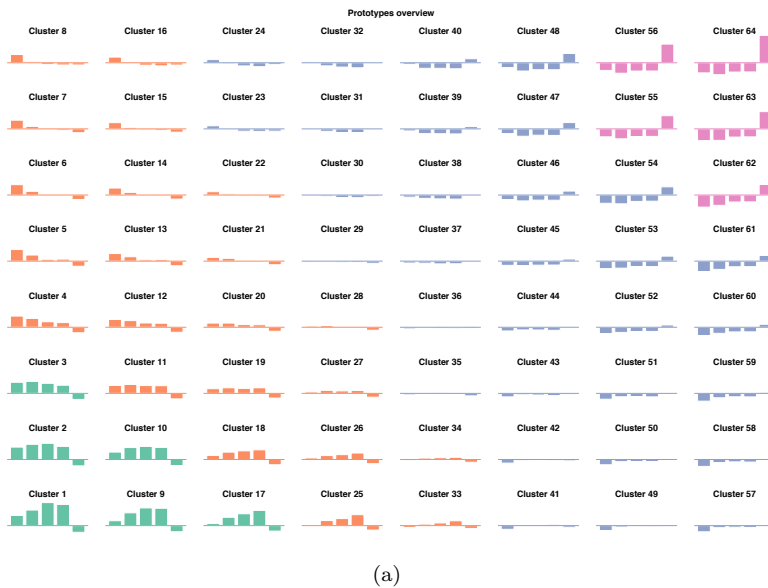 Prototypes overview
Cluster 8 Cluster 16 Cluster 24 Cluster 32 Cluster 40 Cluster 48 Cluster 56 Cluster 64
Cluster 7 Cluster 15 Cluster 23 Cluster 31 Cluster 39 Cluster 47 Cluster 55 Cluster 63
Cluster 6 Cluster 14 Cluster 22 Cluster 30 Cluster 38 Cluster 46 Cluster 54 Cluster 62
Cluster 5 Cluster 13 Cluster 21 Cluster 29 Cluster 37 Cluster 45 Cluster 53 Cluster 61
Cluster 4 Cluster 12 Cluster 20 Cluster 28 Cluster 36 Cluster 44 Cluster 52 Cluster 60
Cluster 3 Cluster 11 Cluster 19 Cluster 27 Cluster 35 Cluster 43 Cluster 51 Cluster 59
Cluster 2 Cluster 10 Cluster 18 Cluster 26 Cluster 34 Cluster 42 Cluster 50 Cluster 58
Cluster 1 Cluster 9 Cluster 17 Cluster 25 Cluster 33 Cluster 41 Cluster 49 Cluster 57
(a)